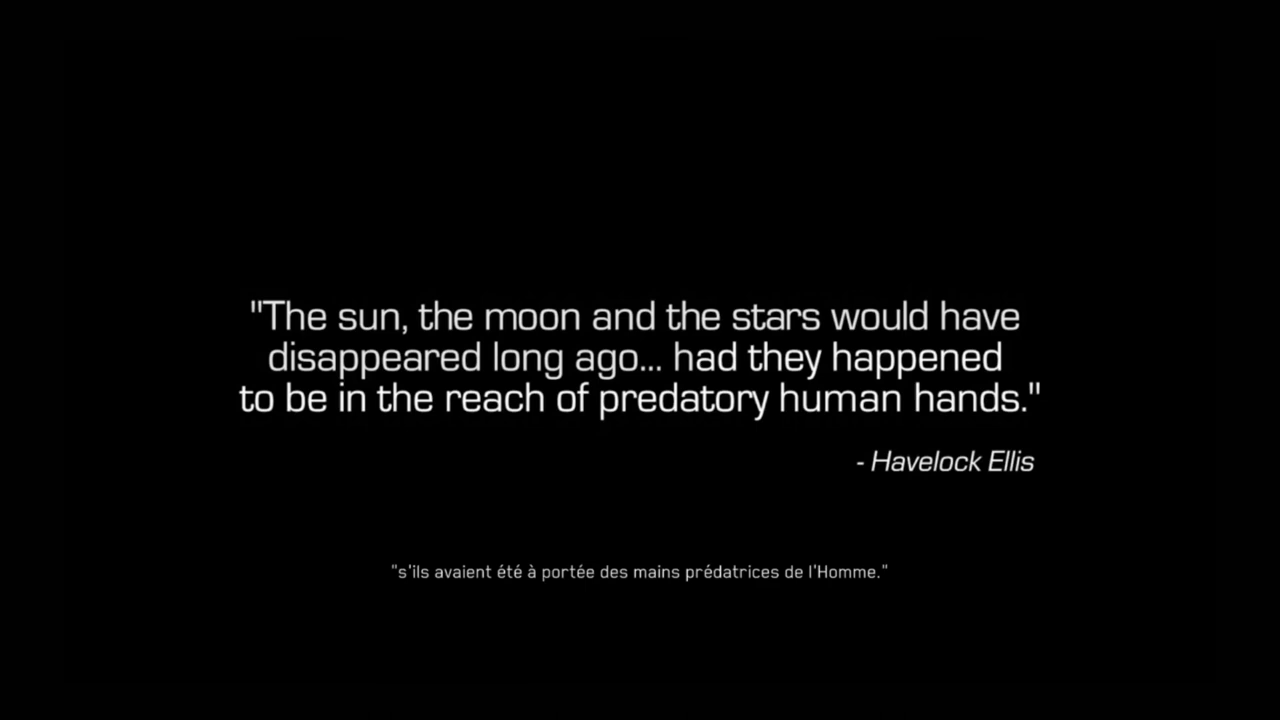 "The sun, the moon and the stars would have
disappeared long ago... had they happened
to be in the reach of predatory human hands."
- Havelock Ellis
"s'ils avaient été à portée des mains prédatrices de l'Homme."